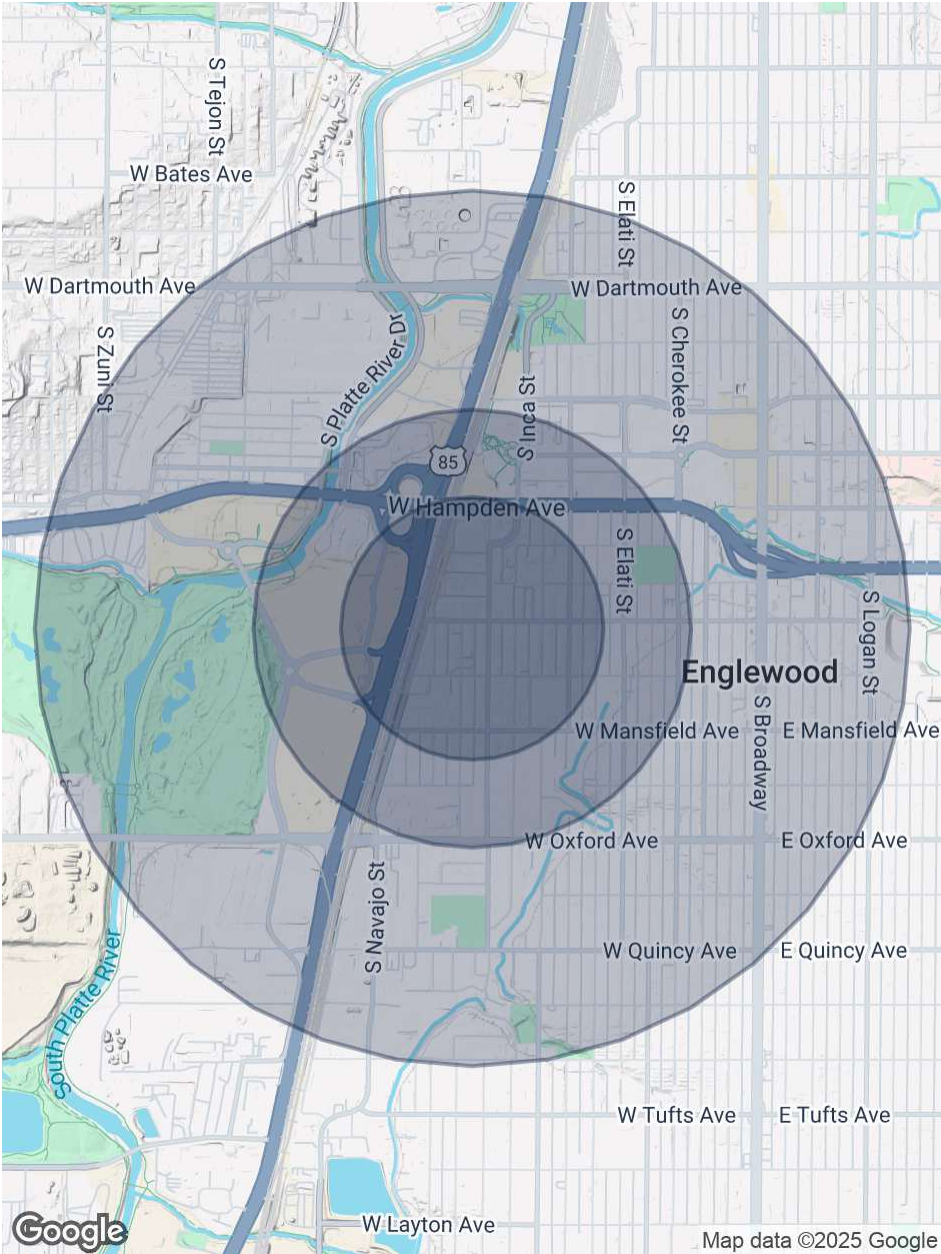 S Tejon St
W Bates Ave
S Elati St
W Dartmouth Ave
W Dartmouth Ave
S Zuni St
S Platte River Dr
S Cherokee St
S Inca St
85
W Hampden Ave
S Elati St
S Logan St
Englewood
S Broadway
W Mansfield Ave
E Mansfield Ave
W Oxford Ave
E Oxford Ave
S Navajo St
W Quincy Ave
E Quincy Ave
South Platte River
W Tufts Ave
E Tufts Ave
W Layton Ave
Google
Map data ©2025 Google